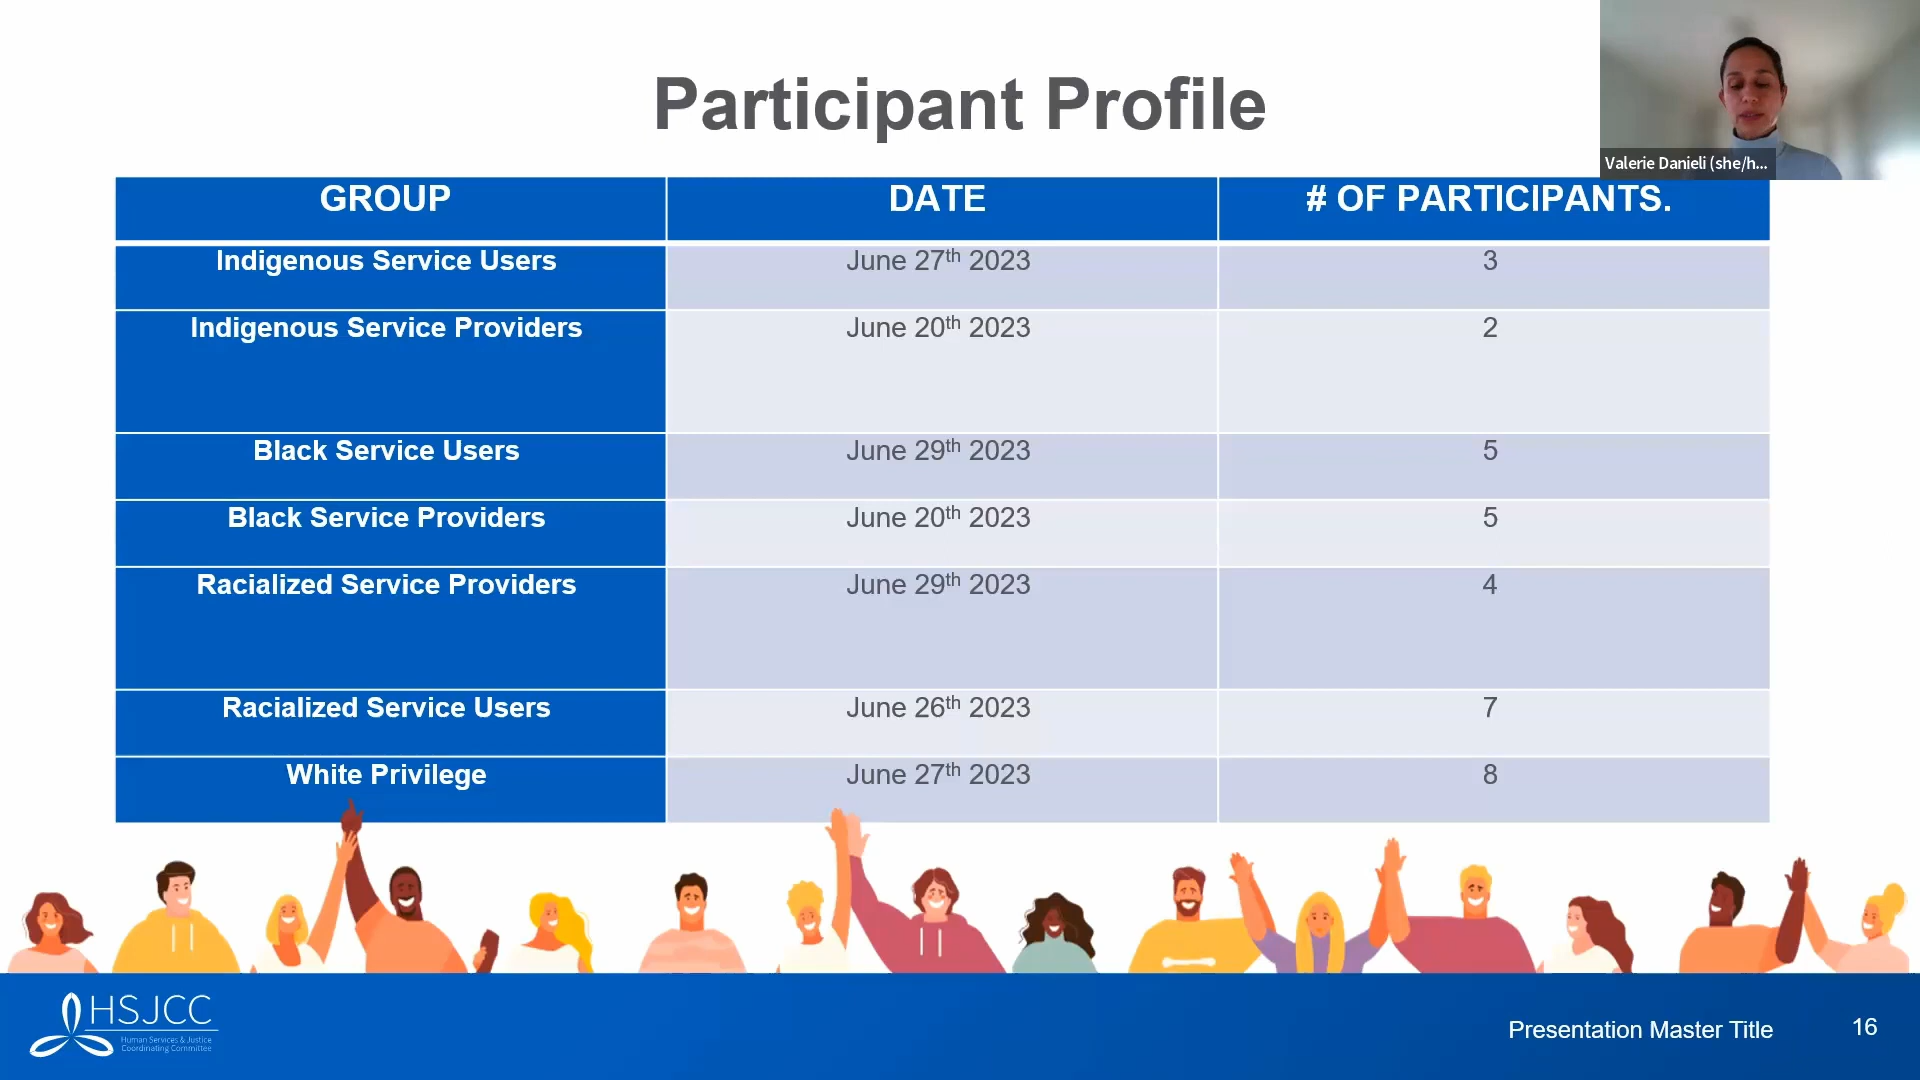 Participant Profile
Valerie Danieli (she/h...
GROUP DATE # OF PARTICIPANTS.
Indigenous Service Users June 27th 2023 3
Indigenous Service Providers June 20th 2023 2
Black Service Users June 29th 2023 5
Black Service Providers June 20th 2023 5
Racialized Service Providers June 29th 2023 4
Racialized Service Users June 26th 2023 7
White Privilege June 27th 2023 8
HSJCC
Human Services & Justice
Coordinating Committee
Presentation Master Title 16